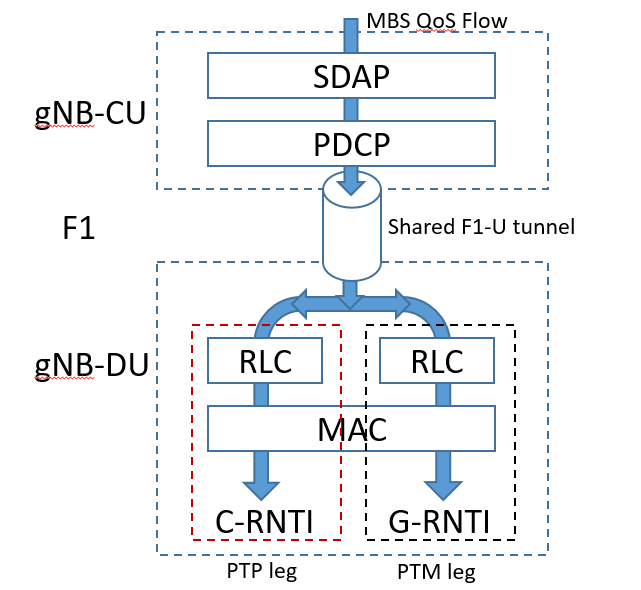 MBS QoS Flow
SDAP
gNB-CU
PDCP
F1
Shared F1-U tunnel
gNB-DU
RLC
RLC
MAC
C-RNTI
G-RNTI
PTP leg
PTM leg